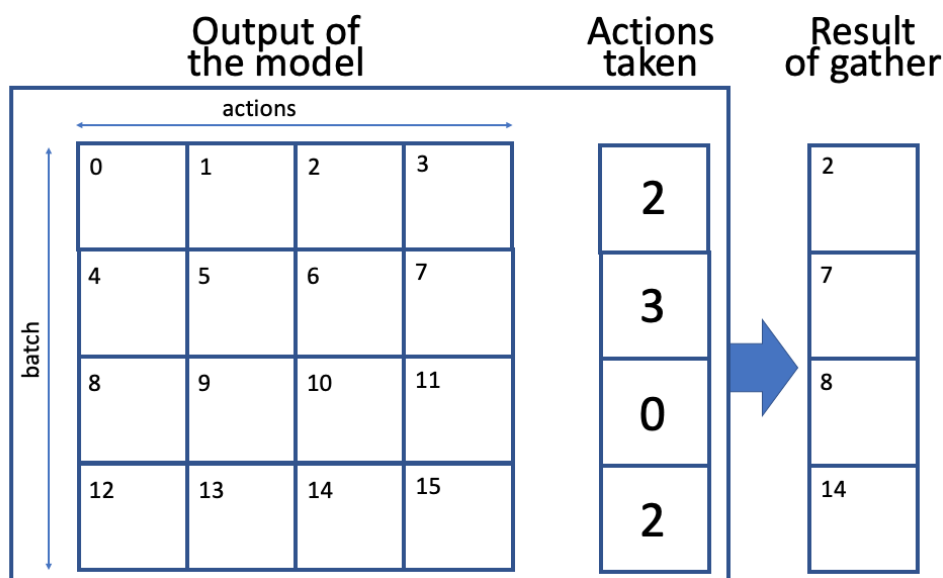 Output of
the model
Actions
taken
Result
of gather
actions
batch
0 1 2 3
4 5 6 7
8 9 10 11
12 13 14 15
2
3
0
2
2
7
8
14